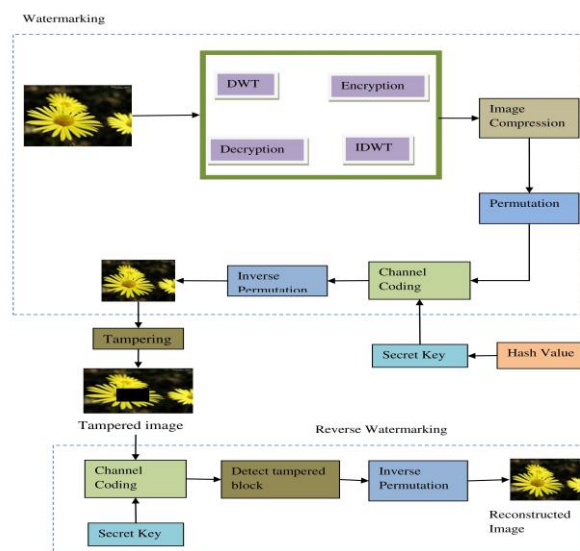 Watermarking
DWT
Encryption
Decryption
IDWT
Image
Compression
Permutation
Inverse
Permutation
Channel
Coding
Secret Key
Hash Value
Tampering
Tampered image
Reverse Watermarking
Channel
Coding
Detect tampered
block
Inverse
Permutation
Reconstructed
Image
Secret Key